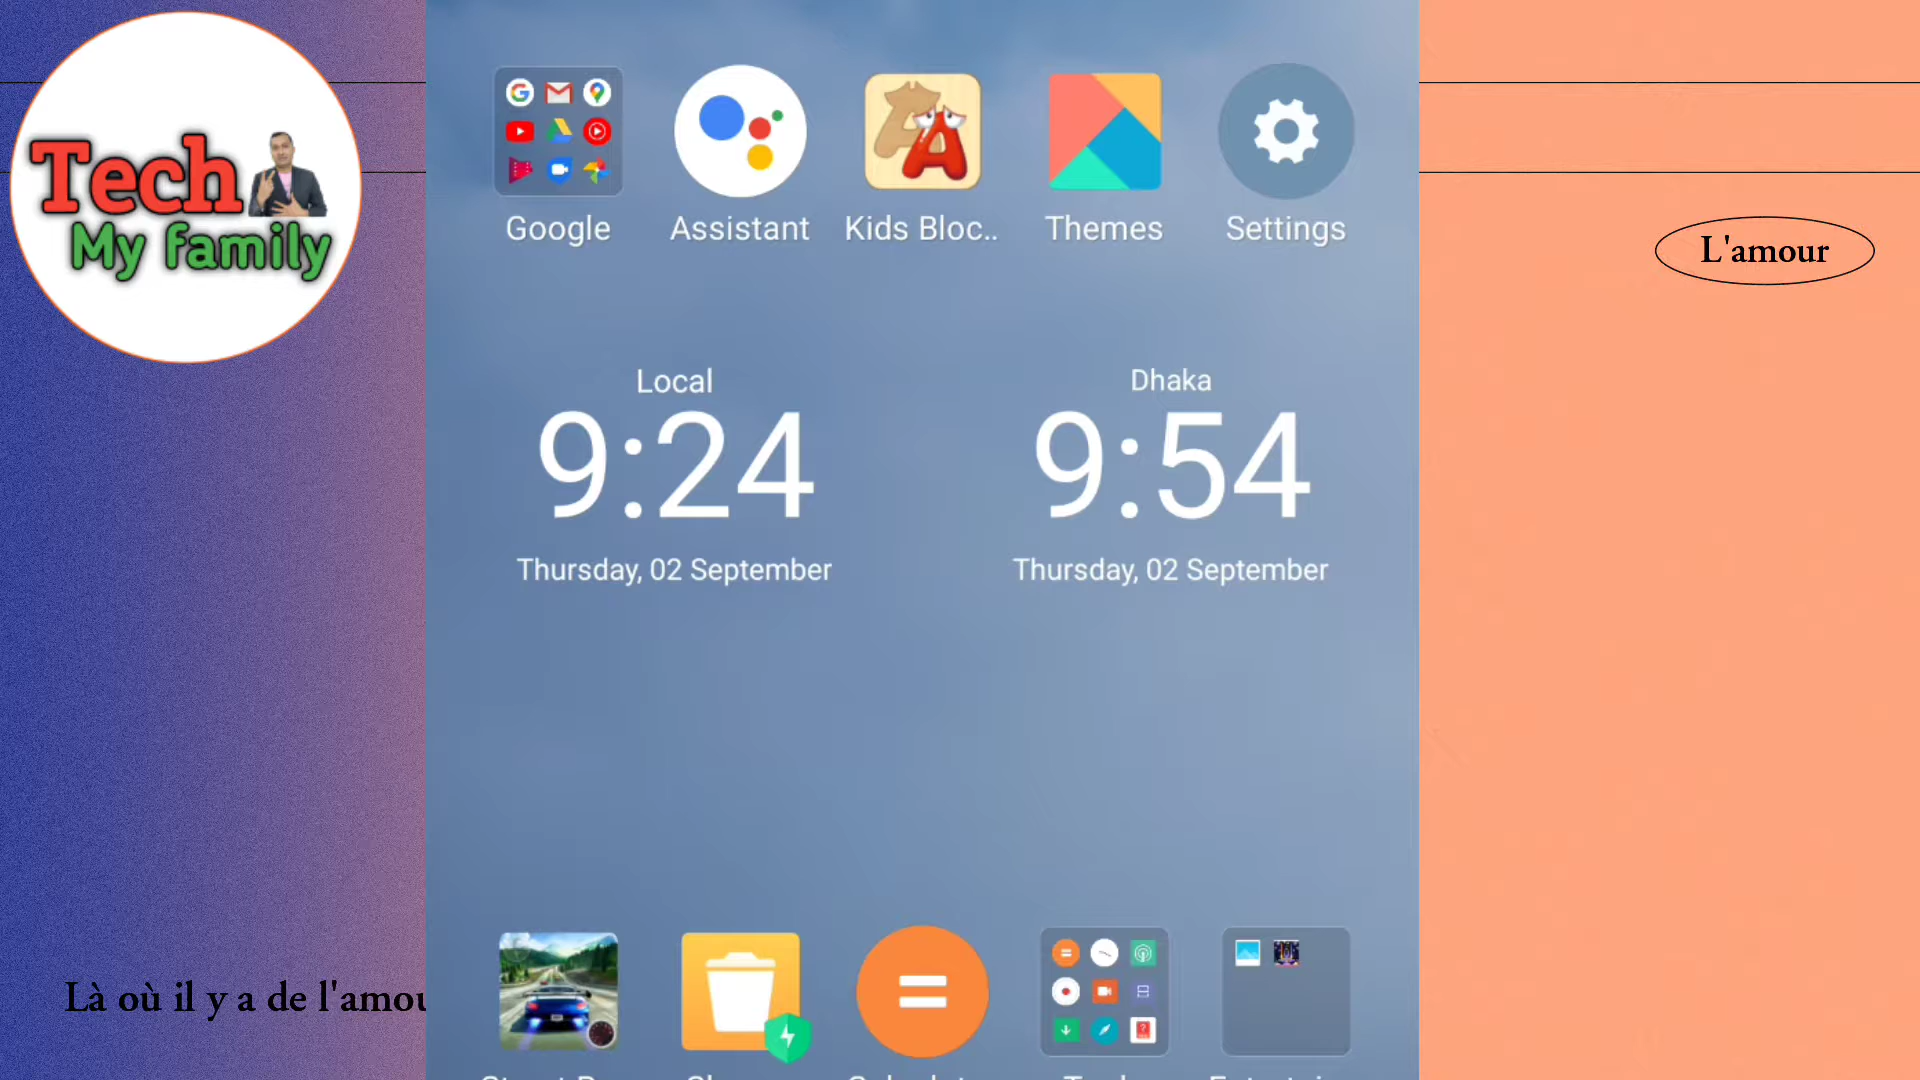 Tech
My family
Google
Assistant
Kids Bloc..
Themes
Settings
L'amour
Local
Dhaka
9:24
9:54
Thursday, 02 September
Thursday, 02 September
Là où il y a de l'amou